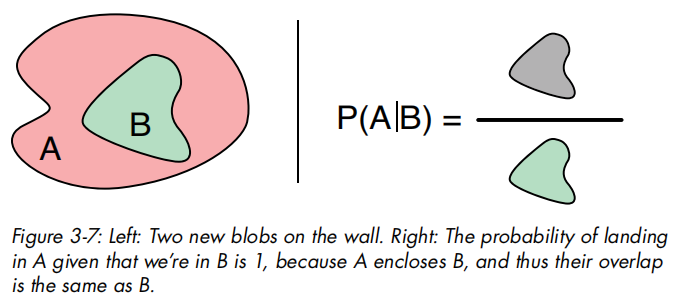 A
B
P(A|B) =
Figure 3-7: Left: Two new blobs on the wall. Right: The probability of landing
in A given that we're in B is 1, because A encloses B, and thus their overlap
is the same as B.